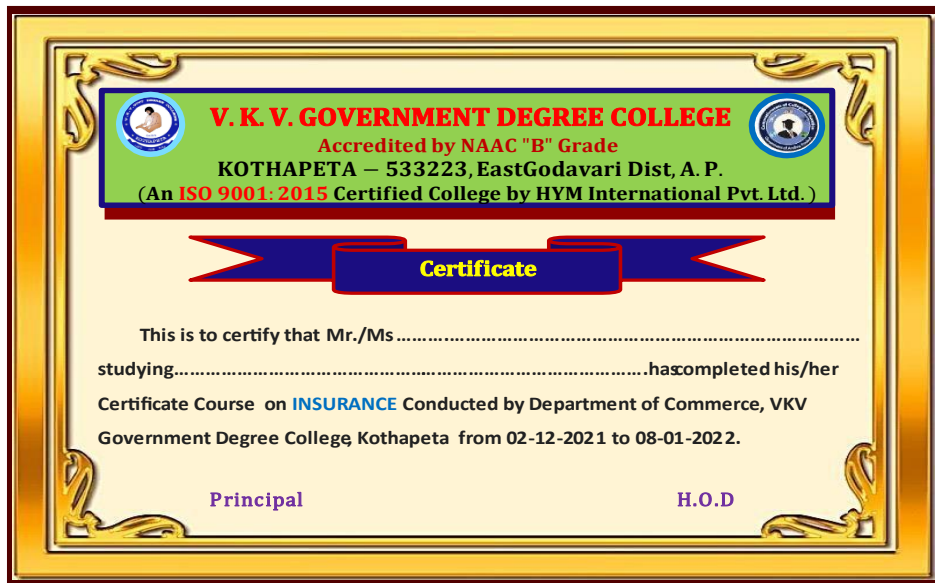 V. K. V. GOVERNMENT DEGREE COLLEGE
Accredited by NAAC "B" Grade
KOTHAPETA – 533223, EastGodavari Dist, A. P.
(An ISO 9001: 2015 Certified College by HYM International Pvt. Ltd. )
Certificate
This is to certify that Mr./Ms ……………………………………………………………………………
studying……………………………………………………………………………….hascompleted his/her
Certificate Course on INSURANCE Conducted by Department of Commerce, VKV
Government Degree College, Kothapeta from 02-12-2021 to 08-01-2022.
Principal H.O.D